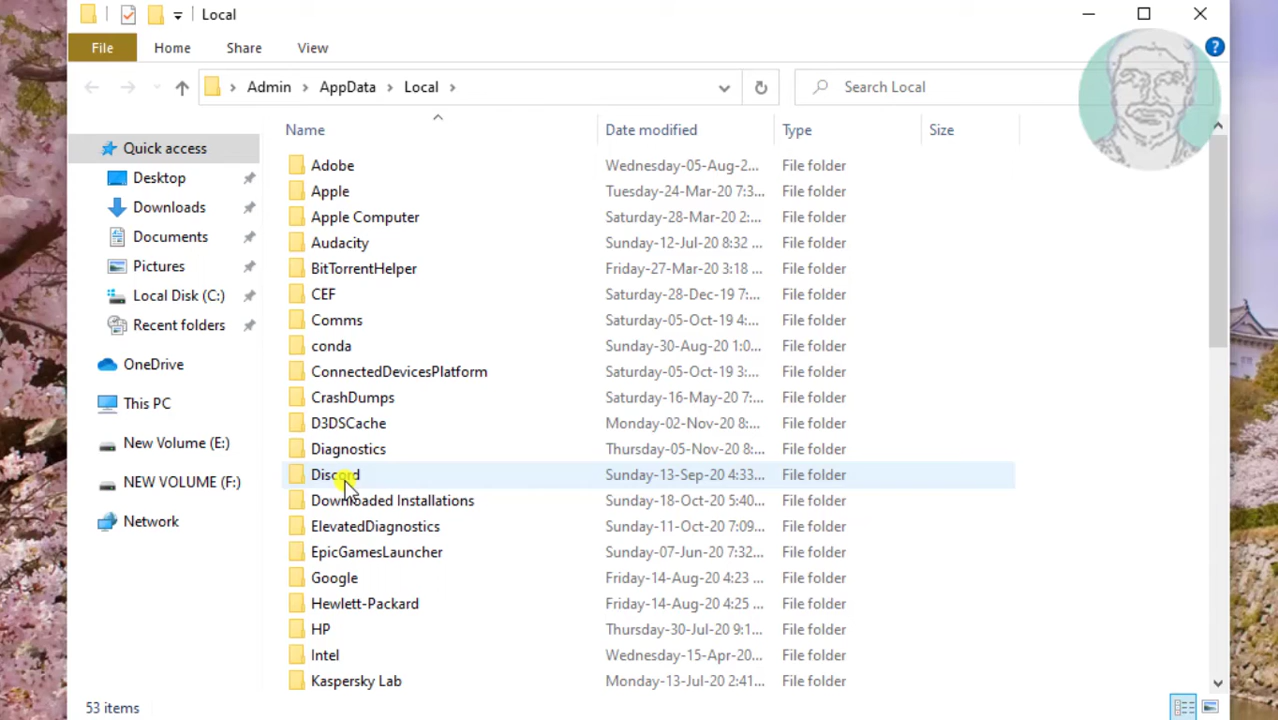 Local
File Home Share View
Admin AppData Local Search Local
Name Date modified Type Size
Quick access
Desktop
Downloads
Documents
Pictures
Local Disk (C:)
Recent folders
OneDrive
This PC
New Volume (E:)
NEW VOLUME (F:)
Network
Adobe Wednesday-05-Aug-2... File folder
Apple Tuesday-24-Mar-20 7:3... File folder
Apple Computer Saturday-28-Mar-20 2:... File folder
Audacity Sunday-12-Jul-20 8:32 ... File folder
BitTorrentHelper Friday-27-Mar-20 3:18 ... File folder
CEF Saturday-28-Dec-19 7:... File folder
Comms Saturday-05-Oct-19 4:... File folder
conda Sunday-30-Aug-20 1:0... File folder
ConnectedDevicesPlatform Saturday-05-Oct-19 3:... File folder
CrashDumps Saturday-16-May-20 7:... File folder
D3DSCache Monday-02-Nov-20 8:... File folder
Diagnostics Thursday-05-Nov-20 8:... File folder
Discord Sunday-13-Sep-20 4:33... File folder
Downloaded Installations Sunday-18-Oct-20 5:40... File folder
ElevatedDiagnostics Sunday-11-Oct-20 7:09... File folder
EpicGamesLauncher Sunday-07-Jun-20 7:32... File folder
Google Friday-14-Aug-20 4:23 ... File folder
Hewlett-Packard Friday-14-Aug-20 4:25 ... File folder
HP Thursday-30-Jul-20 9:1... File folder
Intel Wednesday-15-Apr-20... File folder
Kaspersky Lab Monday-13-Jul-20 2:41... File folder
53 items